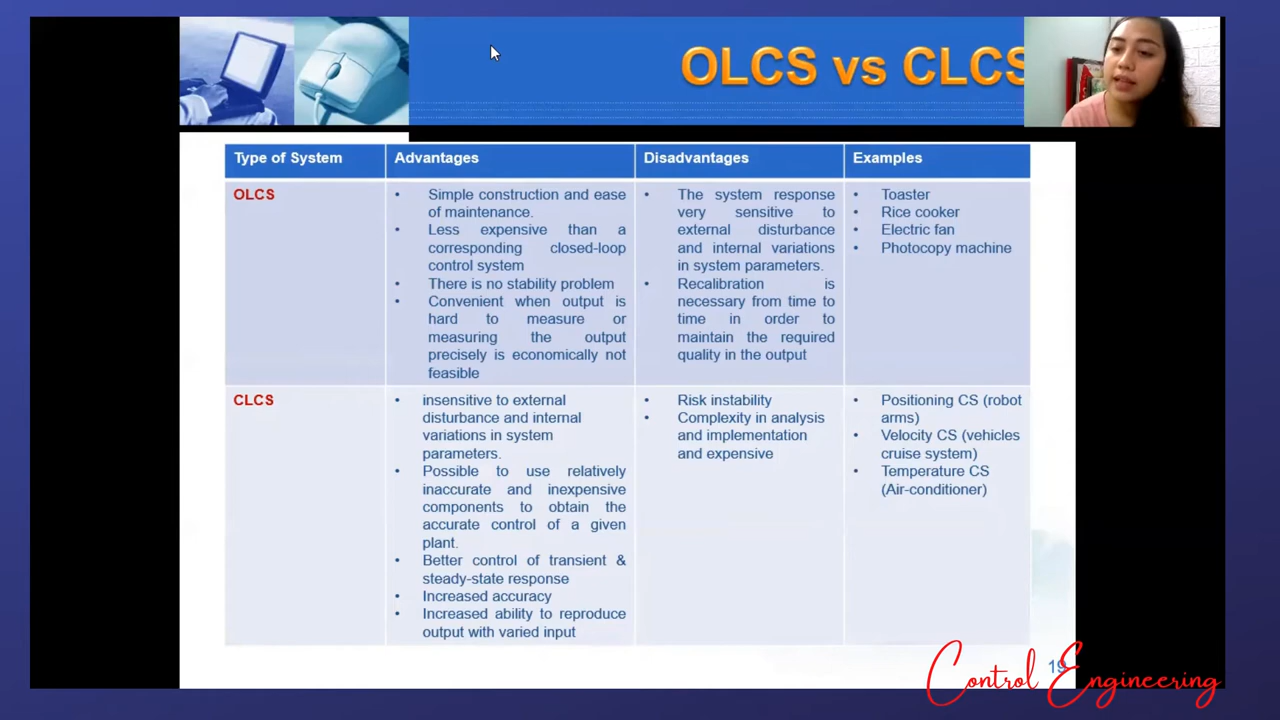 OLCS vs CLCS
Type of System
Advantages
Disadvantages
Examples
OLCS
• Simple construction and ease
of maintenance.
• Less expensive than a
corresponding closed-loop
control system
• There is no stability problem
• Convenient when output is
hard to measure or
measuring the output
precisely is economically not
feasible
• The system response
very sensitive to
external disturbance
and internal variations
in system parameters.
• Recalibration is
necessary from time to
time in order to
maintain the required
quality in the output
• Toaster
• Rice cooker
• Electric fan
• Photocopy machine
CLCS
• insensitive to external
disturbance and internal
variations in system
parameters.
• Possible to use relatively
inaccurate and inexpensive
components to obtain the
accurate control of a given
plant.
• Better control of transient &
steady-state response
• Increased accuracy
• Increased ability to reproduce
output with varied input
• Risk instability
• Complexity in analysis
and implementation
and expensive
• Positioning CS (robot
arms)
• Velocity CS (vehicles
cruise system)
• Temperature CS
(Air-conditioner)
19
Control Engineering